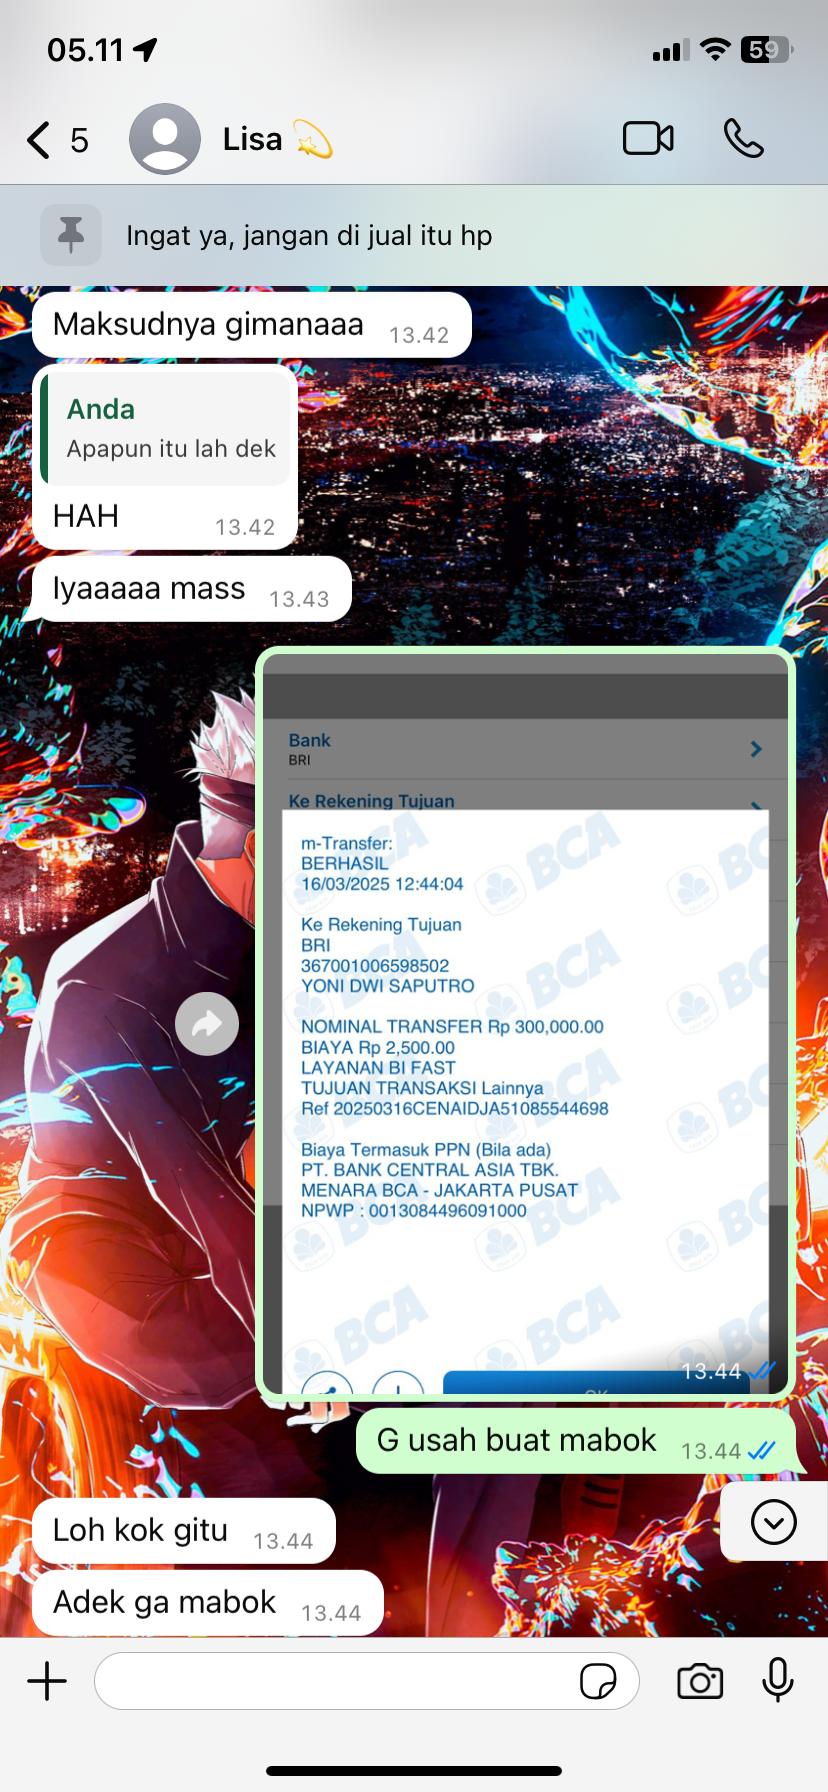 05.11
59
5
Lisa 💫
Ingat ya, jangan di jual itu hp
Maksudnya gimanaaa 13.42
Anda
Apapun itu lah dek
HAH 13.42
Iyaaaaa mass 13.43
Bank
BRI
Ke Rekening Tujuan
m-Transfer:
BERHASIL
16/03/2025 12:44:04
Ke Rekening Tujuan
BRI
367001006598502
YONI DWI SAPUTRO
NOMINAL TRANSFER Rp 300,000.00
BIAYA Rp 2,500.00
LAYANAN BI FAST
TUJUAN TRANSAKSI Lainnya
Ref 20250316CENAIDJA51085544698
Biaya Termasuk PPN (Bila ada)
PT. BANK CENTRAL ASIA TBK.
MENARA BCA - JAKARTA PUSAT
NPWP : 0013084496091000
BCA
OK
13.44
G usah buat mabok 13.44
Loh kok gitu 13.44
Adek ga mabok 13.44